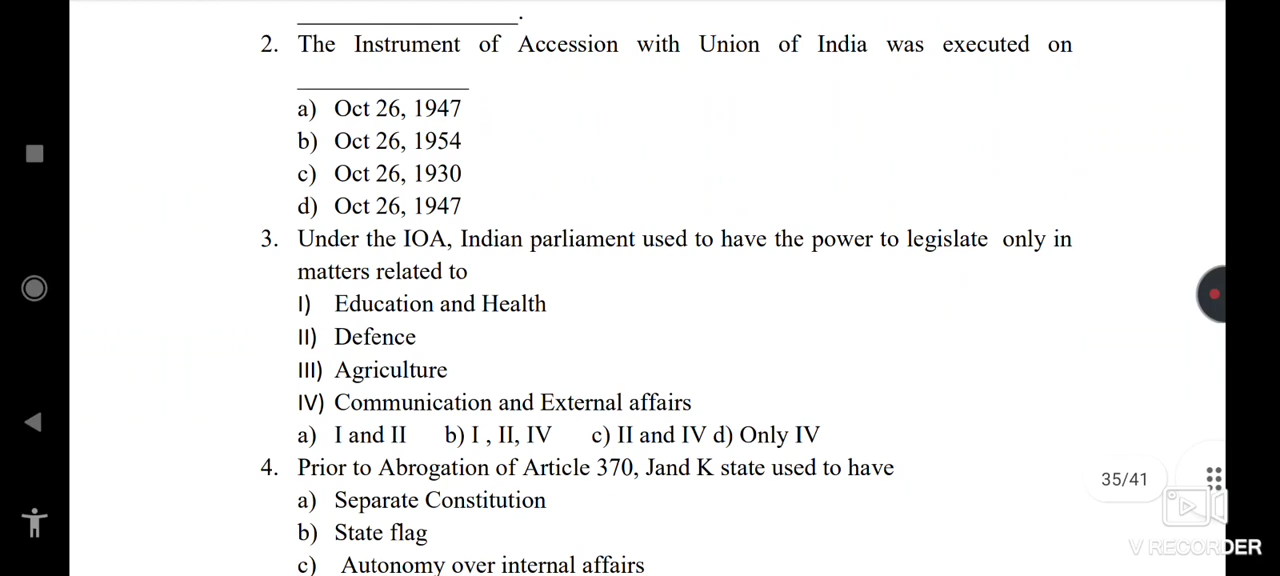 ____________________.
2. The Instrument of Accession with Union of India was executed on
________________
a) Oct 26, 1947
b) Oct 26, 1954
c) Oct 26, 1930
d) Oct 26, 1947
3. Under the IOA, Indian parliament used to have the power to legislate only in
matters related to
I) Education and Health
II) Defence
III) Agriculture
IV) Communication and External affairs
a) I and II b) I , II, IV c) II and IV d) Only IV
4. Prior to Abrogation of Article 370, Jand K state used to have
a) Separate Constitution
35/41
b) State flag
V RECORDER
c) Autonomy over internal affairs